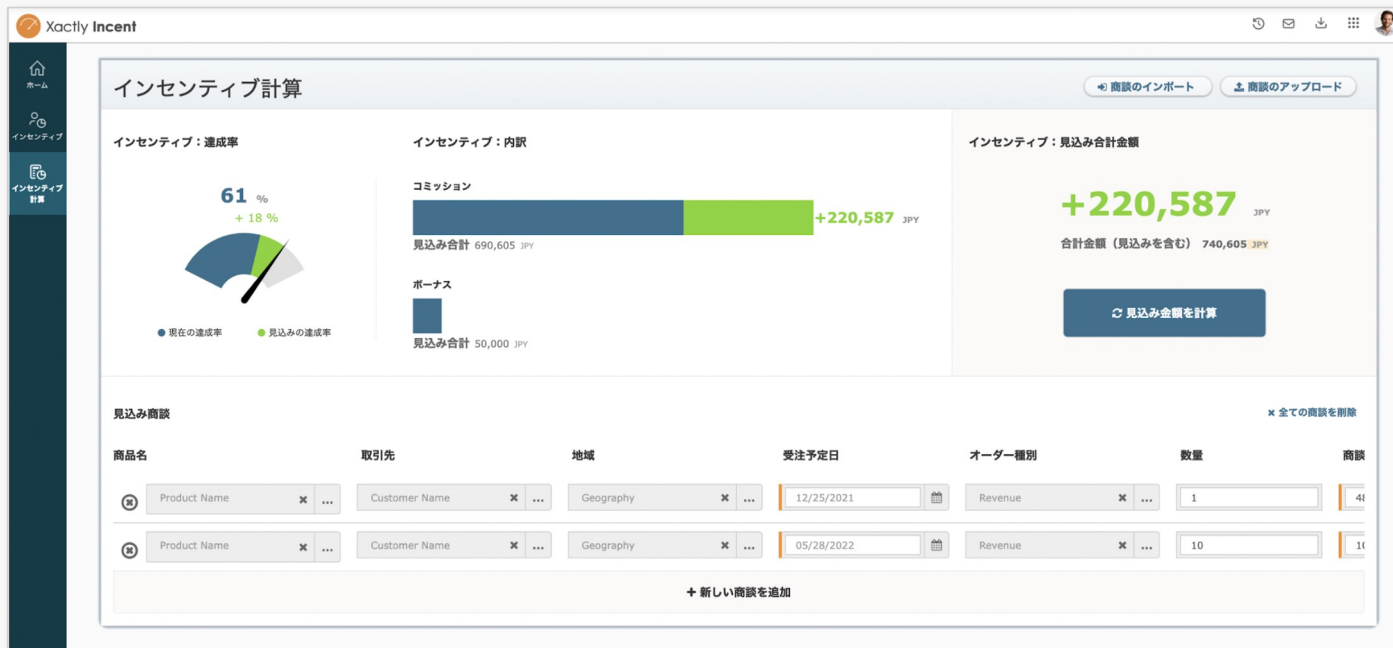 Xactly Incent
ホーム
インセンティブ
インセンティブ
計算
インセンティブ計算
商談のインポート
商談のアップロード
インセンティブ：達成率
61 %
+ 18 %
現在の達成率 見込みの達成率
インセンティブ：内訳
コミッション
+220,587 JPY
見込み合計 690,605 JPY
ボーナス
見込み合計 50,000 JPY
インセンティブ：見込み合計金額
+220,587 JPY
合計金額（見込みを含む） 740,605 JPY
見込み金額を計算
見込み商談
× 全ての商談を削除
商品名 取引先 地域 受注予定日 オーダー種別 数量 商談
Product Name × ... Customer Name × ... Geography × ... 12/25/2021 Revenue × ... 1 48
Product Name × ... Customer Name × ... Geography × ... 05/28/2022 Revenue × ... 10 10
+ 新しい商談を追加